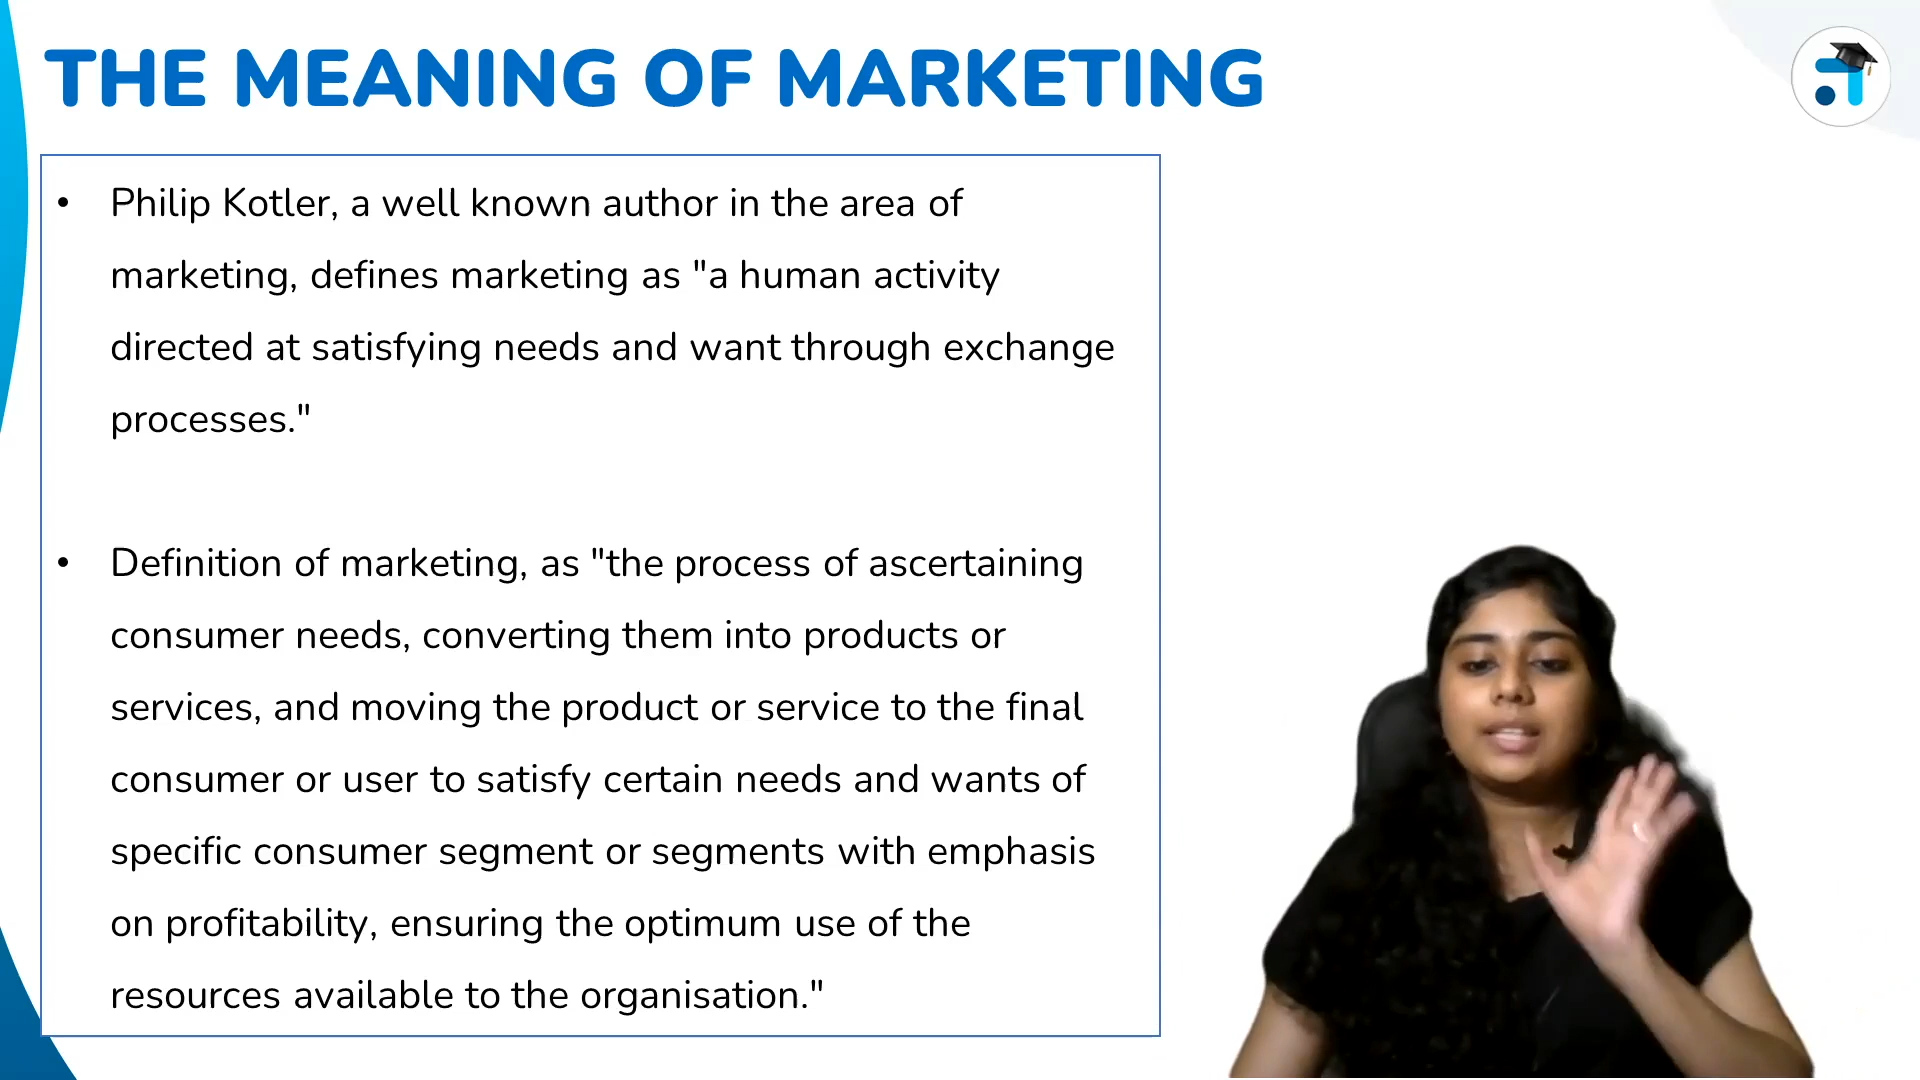 THE MEANING OF MARKETING
• Philip Kotler, a well known author in the area of
marketing, defines marketing as "a human activity
directed at satisfying needs and want through exchange
processes."
• Definition of marketing, as "the process of ascertaining
consumer needs, converting them into products or
services, and moving the product or service to the final
consumer or user to satisfy certain needs and wants of
specific consumer segment or segments with emphasis
on profitability, ensuring the optimum use of the
resources available to the organisation."